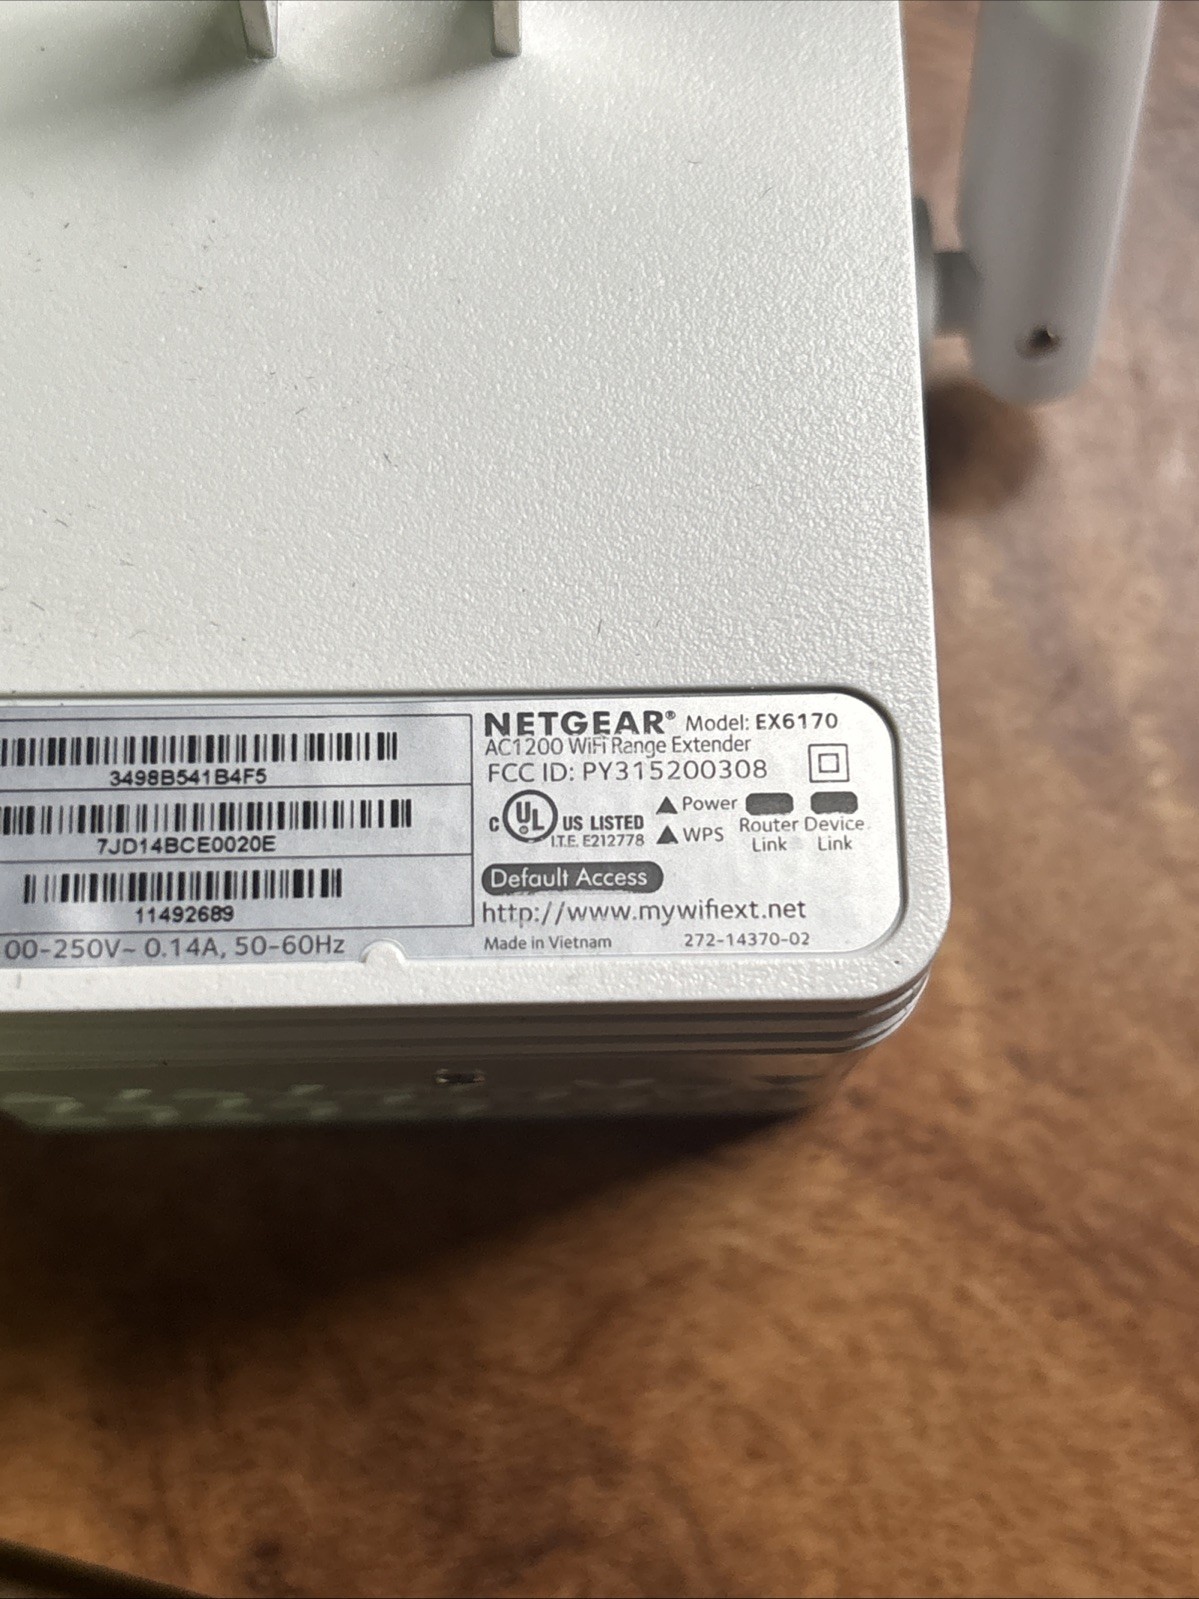 3498B541B4F5
7JD14BCE0020E
11492689
00-250V~ 0.14A, 50-60Hz
NETGEAR® Model: EX6170
AC1200 WiFi Range Extender
FCC ID: PY315200308
C UL US LISTED
I.T.E. E212778
▲ Power
▲ WPS
Router Link
Device Link
Default Access
http://www.mywifiext.net
Made in Vietnam 272-14370-02